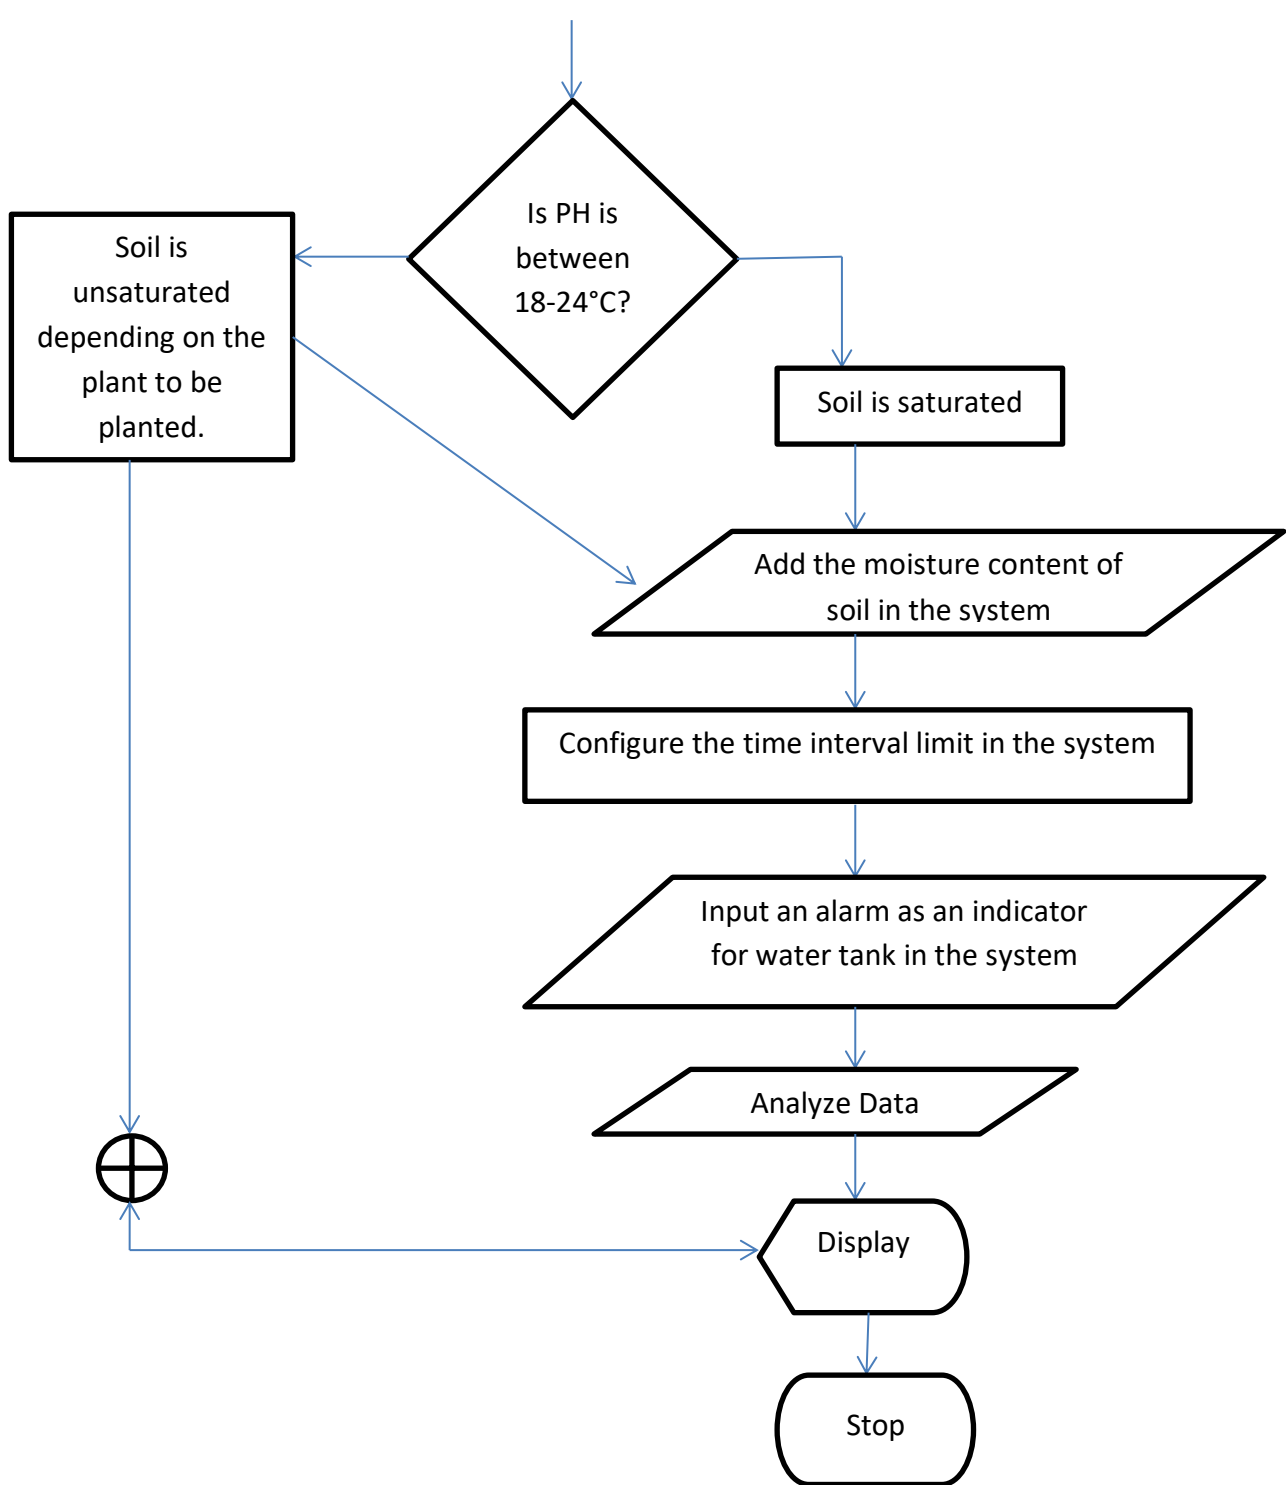 Is PH is
between
18-24°C?
Soil is
unsaturated
depending on the
plant to be
planted.
Soil is saturated
Add the moisture content of
soil in the system
Configure the time interval limit in the system
Input an alarm as an indicator
for water tank in the system
Analyze Data
Display
Stop